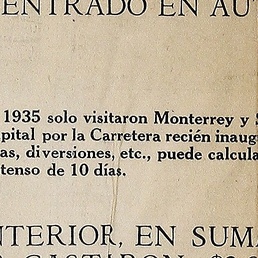 ENTRADO EN AU
1935 solo visitaron Monterrey y S
pital por la Carretera recién inaug
as, diversiones, etc., puede calcula
tenso de 10 días.
NTERIOR, EN SUMA
GASTARON